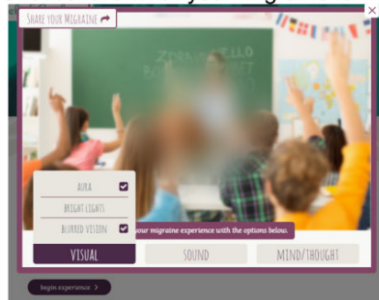 SHARE YOUR MIGRAINE
AURA
BRIGHT LIGHTS
BLURRED VISION
your migraine experience with the options below.
VISUAL
SOUND
MIND/THOUGHT
begin experience >